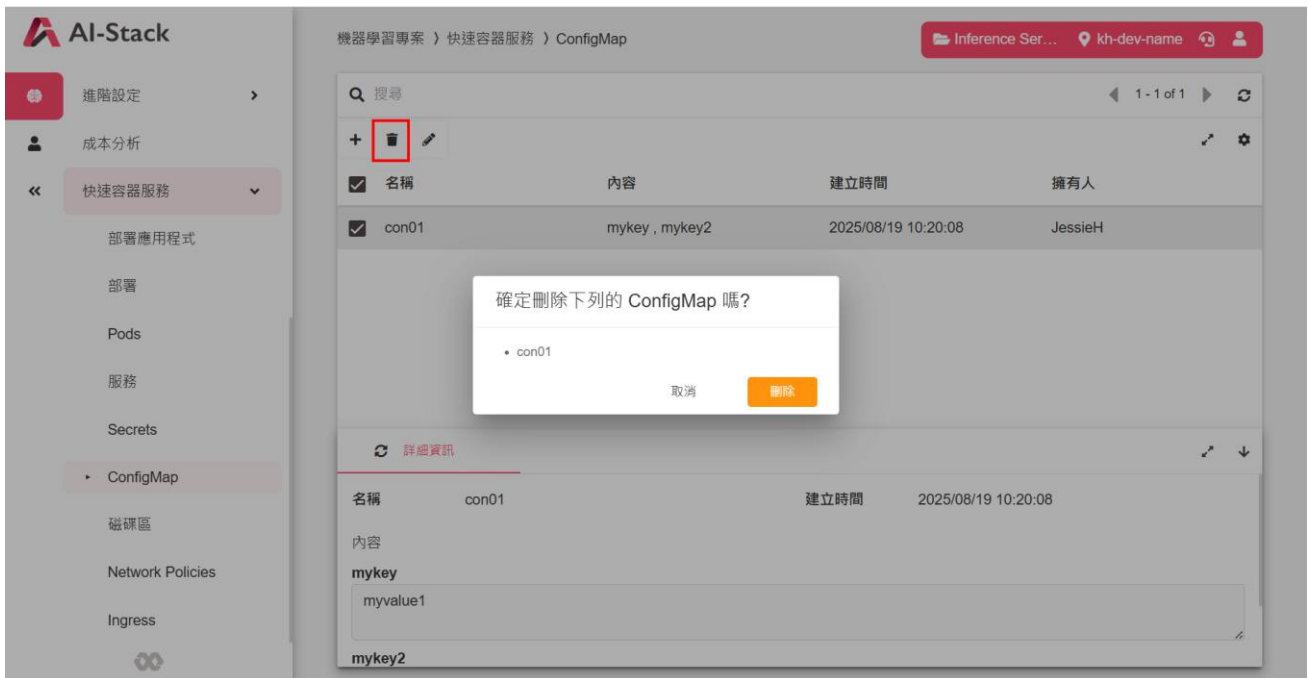 AI-Stack
機器學習專案 ❭ 快速容器服務 ❭ ConfigMap
Inference Ser... kh-dev-name
進階設定
成本分析
快速容器服務
部署應用程式
部署
Pods
服務
Secrets
ConfigMap
磁碟區
Network Policies
Ingress
搜尋
1 - 1 of 1
名稱 內容 建立時間 擁有人
con01 mykey , mykey2 2025/08/19 10:20:08 JessieH
確定刪除下列的 ConfigMap 嗎?
• con01
取消 刪除
詳細資訊
名稱 con01 建立時間 2025/08/19 10:20:08
內容
mykey
myvalue1
mykey2